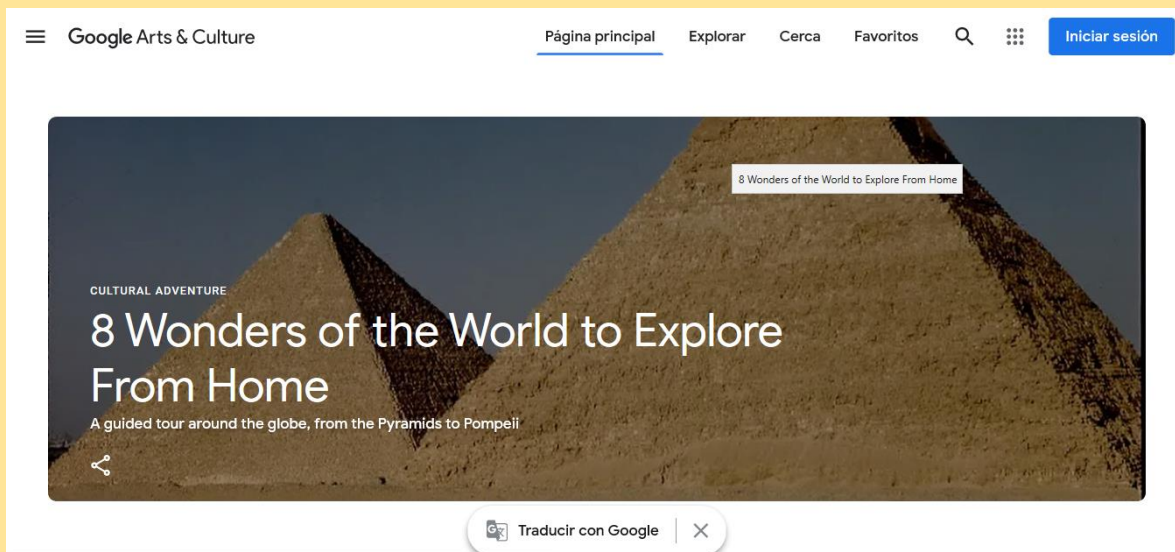 Google Arts & Culture
Página principal Explorar Cerca Favoritos Iniciar sesión
8 Wonders of the World to Explore From Home
CULTURAL ADVENTURE
8 Wonders of the World to Explore
From Home
A guided tour around the globe, from the Pyramids to Pompeii
Traducir con Google